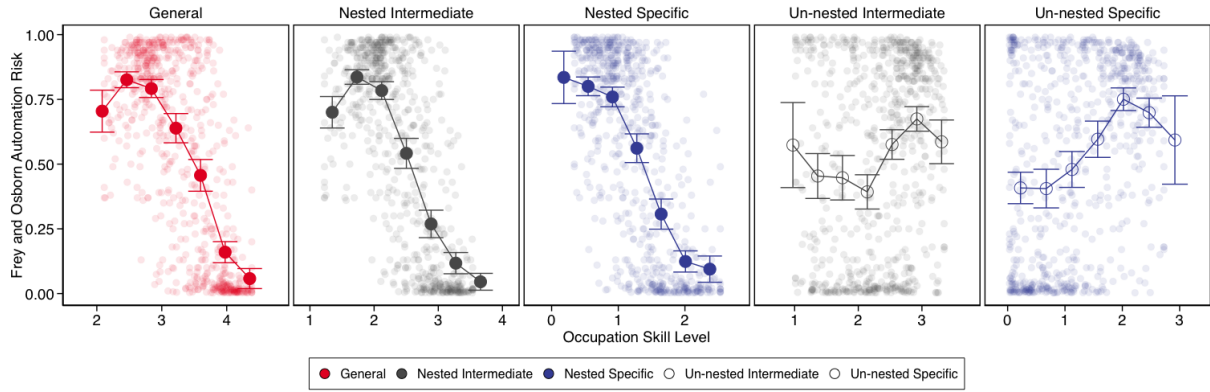 General Nested Intermediate Nested Specific Un-nested Intermediate Un-nested Specific
Frey and Osborn Automation Risk
1.00
0.75
0.50
0.25
0.00
2 3 4 1 2 3 4 0 1 2 1 2 3 0 1 2 3
Occupation Skill Level
General Nested Intermediate Nested Specific Un-nested Intermediate Un-nested Specific